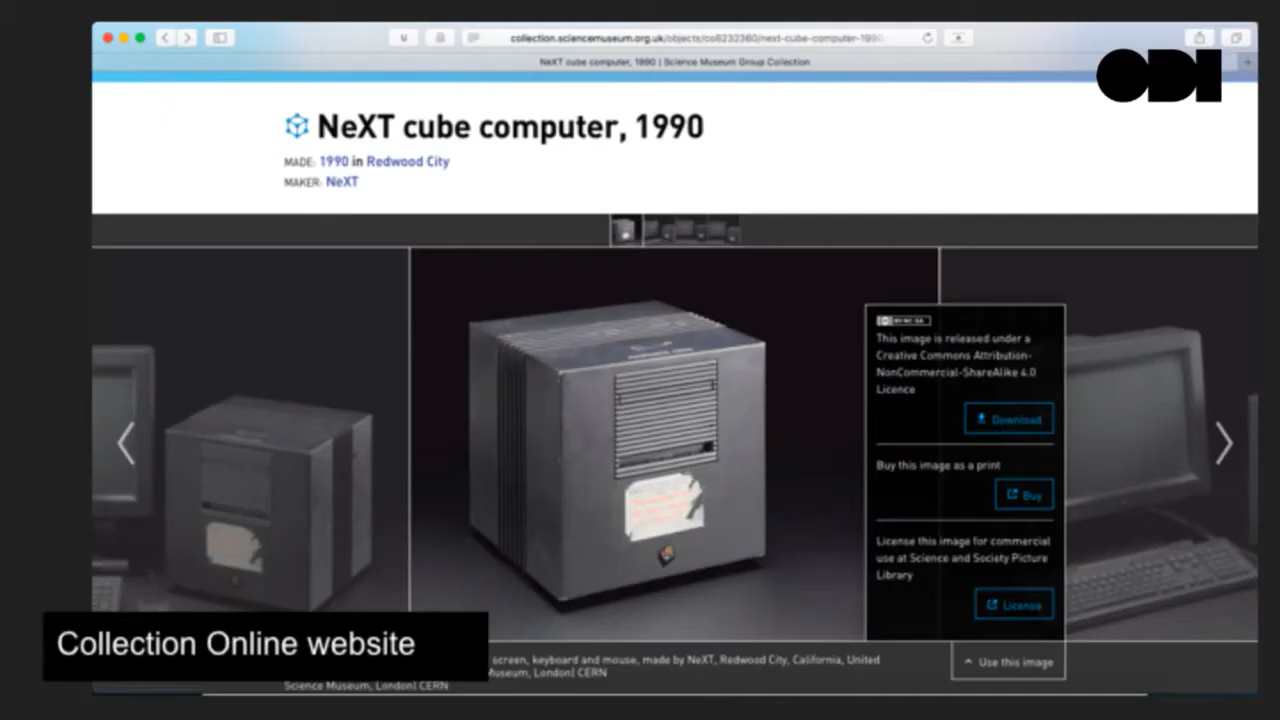 collection.sciencemuseum.org.uk/objects/co8232360/next-cube-computer-1990
NeXT cube computer, 1990 | Science Museum Group Collection
ODI
NeXT cube computer, 1990
MADE: 1990 in Redwood City
MAKER: NeXT
BY NC SA
This image is released under a
Creative Commons Attribution-
NonCommercial-ShareAlike 4.0
Licence
Download
Buy this image as a print
Buy
License this image for commercial
use at Science and Society Picture
Library
License
Collection Online website
screen, keyboard and mouse, made by NeXT, Redwood City, California, United
Museum, London| CERN
Use this image
Science Museum, London| CERN